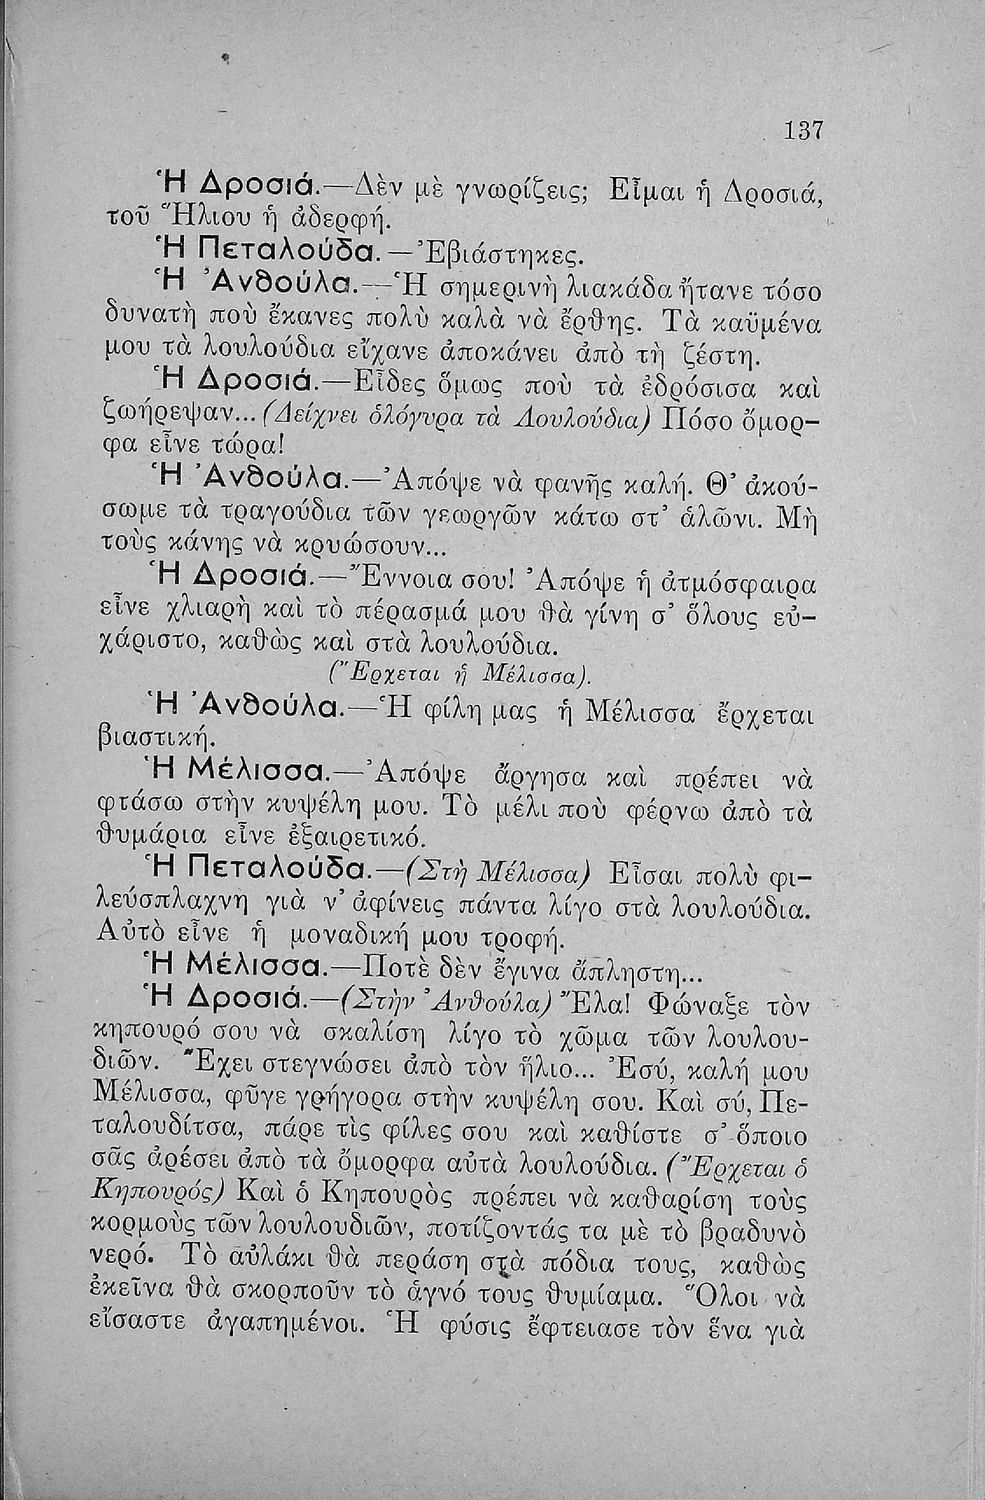 137
Ἡ Δροσιά.—Δὲν μὲ γνωρίζεις; Εἶμαι ἡ Δροσιά,
τοῦ Ἥλιου ἡ ἀδερφή.
Ἡ Πεταλούδα.—Ἐβιάστηκες.
Ἡ Ἀνθούλα.—Ἡ σημερινὴ λιακάδα ἤτανε τόσο
δυνατὴ ποὺ ἔκανες πολὺ καλὰ νὰ ἔρθης. Τὰ καϋμένα
μου τὰ λουλούδια εἴχανε ἀποκάνει ἀπὸ τὴ ζέστη.
Ἡ Δροσιά.—Εἶδες ὅμως ποὺ τὰ ἐδρόσισα καὶ
ζωήρεψαν... (Δείχνει ὁλόγυρα τὰ Λουλούδια) Πόσο ὄμορ-
φα εἶνε τώρα!
Ἡ Ἀνθούλα.—Ἀπόψε νὰ φανῆς καλή. Θ' ἀκού-
σωμε τὰ τραγούδια τῶν γεωργῶν κάτω στ' ἁλῶνι. Μὴ
τοὺς κάνης νὰ κρυώσουν...
Ἡ Δροσιά.—Ἔννοια σου! Ἀπόψε ἡ ἀτμόσφαιρα
εἶνε χλιαρὴ καὶ τὸ πέρασμά μου θὰ γίνη σ' ὅλους εὐ-
χάριστο, καθὼς καὶ στὰ λουλούδια.
(Ἔρχεται ἡ Μέλισσα).
Ἡ Ἀνθούλα.—Ἡ φίλη μας ἡ Μέλισσα ἔρχεται
βιαστική.
Ἡ Μέλισσα.—Ἀπόψε ἄργησα καὶ πρέπει νὰ
φτάσω στὴν κυψέλη μου. Τὸ μέλι ποὺ φέρνω ἀπὸ τὰ
θυμάρια εἶνε ἐξαιρετικό.
Ἡ Πεταλούδα.—(Στὴ Μέλισσα) Εἶσαι πολὺ φι-
λεύσπλαχνη γιὰ ν' ἀφίνεις πάντα λίγο στὰ λουλούδια.
Αὐτὸ εἶνε ἡ μοναδική μου τροφή.
Ἡ Μέλισσα.—Ποτὲ δὲν ἔγινα ἄπληστη...
Ἡ Δροσιά.—(Στὴν Ἀνθούλα) Ἔλα! Φώναξε τὸν
κηπουρό σου νὰ σκαλίση λίγο τὸ χῶμα τῶν λουλου-
διῶν. Ἔχει στεγνώσει ἀπὸ τὸν ἥλιο... Ἐσύ, καλή μου
Μέλισσα, φῦγε γρήγορα στὴν κυψέλη σου. Καὶ σύ, Πε-
ταλουδίτσα, πάρε τὶς φίλες σου καὶ καθίστε σ' ὅποιο
σᾶς ἀρέσει ἀπὸ τὰ ὄμορφα αὐτὰ λουλούδια. (Ἔρχεται ὁ
Κηπουρός) Καὶ ὁ Κηπουρὸς πρέπει νὰ καθαρίση τοὺς
κορμοὺς τῶν λουλουδιῶν, ποτίζοντάς τα μὲ τὸ βραδυνὸ
νερό. Τὸ αὐλάκι θὰ περάση στὰ πόδια τους, καθὼς
ἐκεῖνα θὰ σκορποῦν τὸ ἁγνό τους θυμίαμα. Ὅλοι νὰ
εἴσαστε ἀγαπημένοι. Ἡ φύσις ἔφτειασε τὸν ἕνα γιὰ